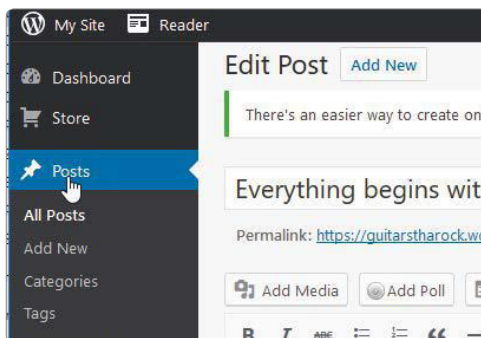 My Site Reader
Dashboard
Store
Posts
All Posts
Add New
Categories
Tags
Edit Post Add New
There's an easier way to create on
Everything begins wit
Permalink: https://guitarstharock.w
Add Media Add Poll
B I ABC